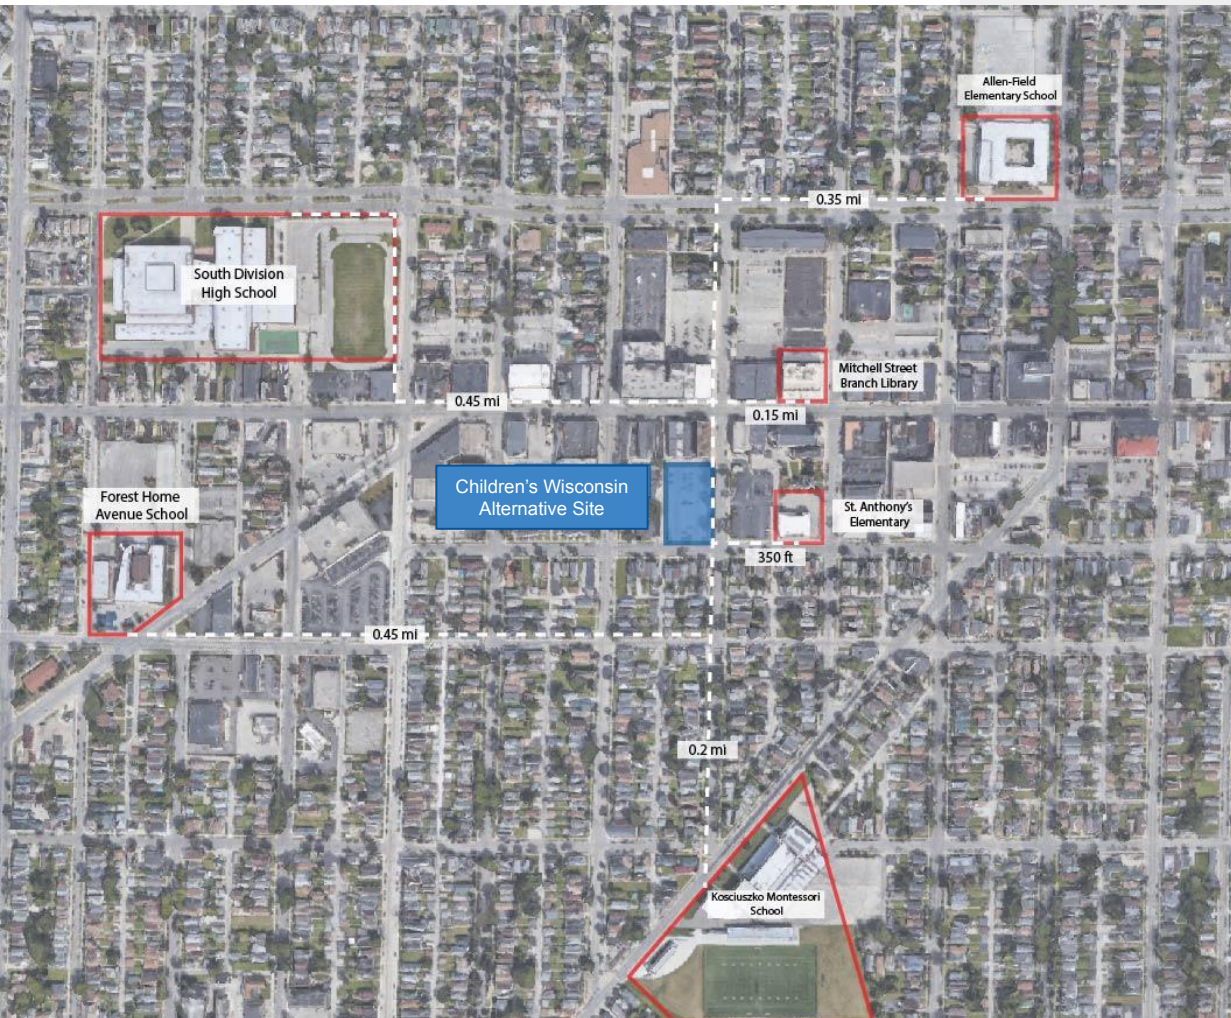 Allen-Field
Elementary School
0.35 mi
South Division
High School
Mitchell Street
Branch Library
0.45 mi
0.15 mi
Children's Wisconsin
Alternative Site
Forest Home
Avenue School
St. Anthony's
Elementary
350 ft
0.45 mi
0.2 mi
Kosciuszko Montessori
School